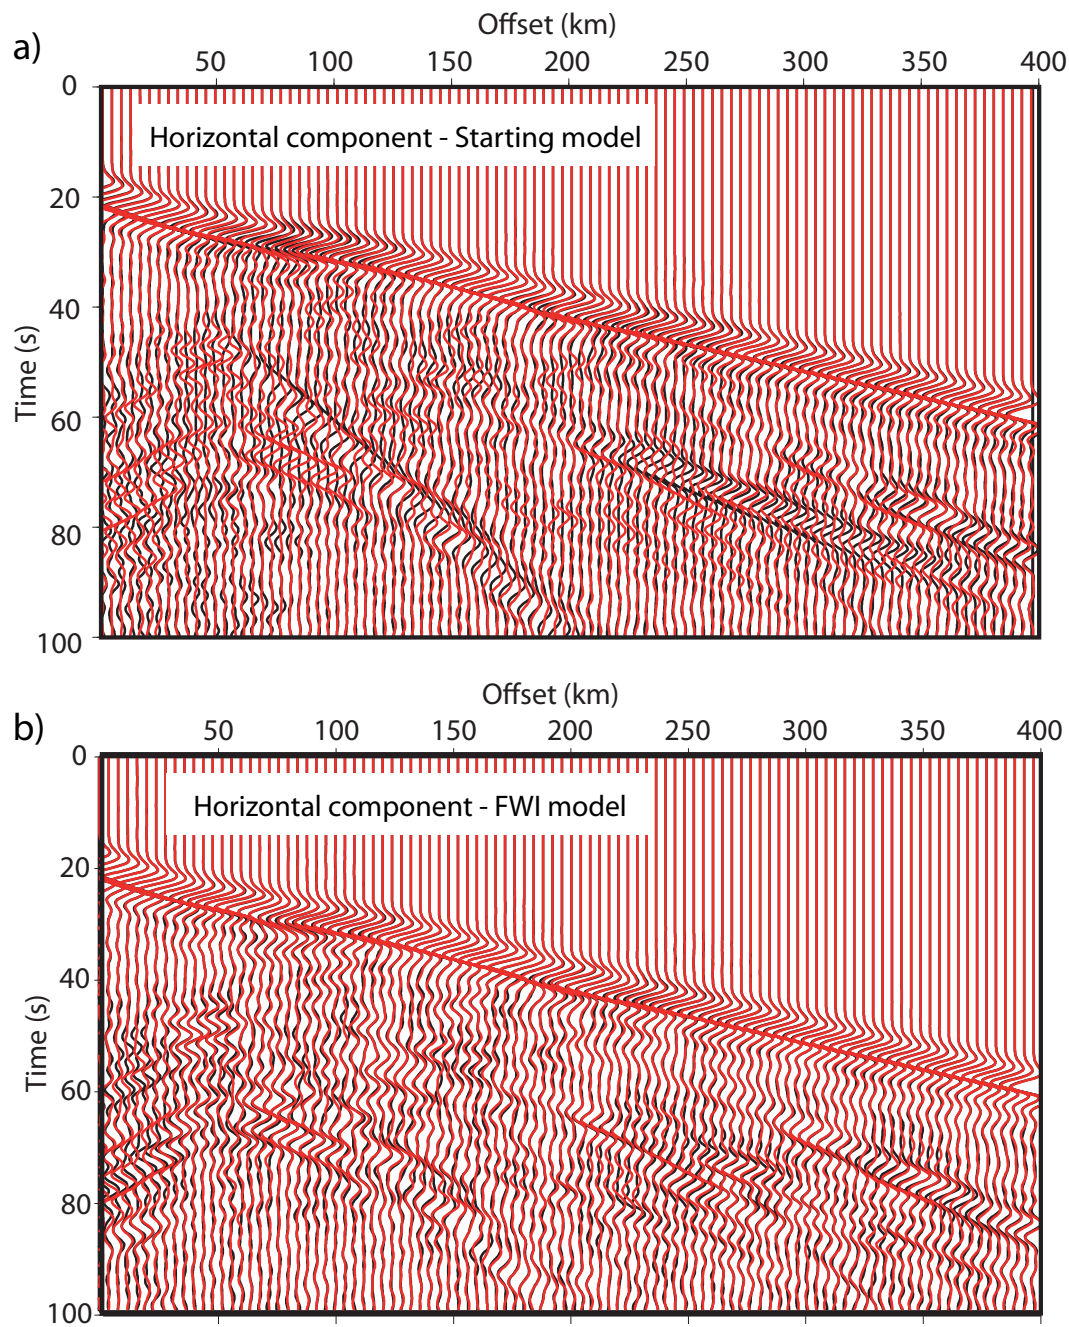 a)
Offset (km)
50 100 150 200 250 300 350 400
Horizontal component - Starting model
Time (s)
0
20
40
60
80
100
b)
Offset (km)
50 100 150 200 250 300 350 400
Horizontal component - FWI model
Time (s)
0
20
40
60
80
100